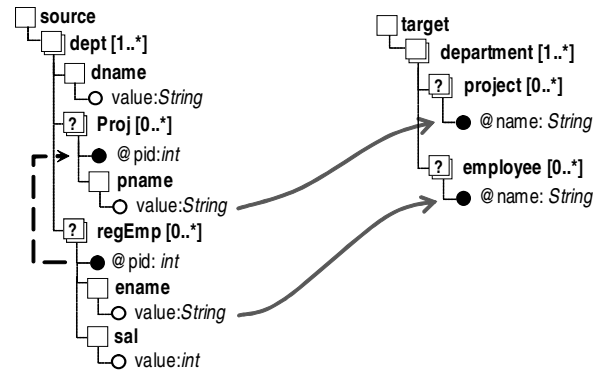 source
dept [1..*]
dname
value:String
? Proj [0..*]
@pid:int
pname
value:String
? regEmp [0..*]
@pid: int
ename
value:String
sal
value:int
target
department [1..*]
? project [0..*]
@name: String
? employee [0..*]
@name: String